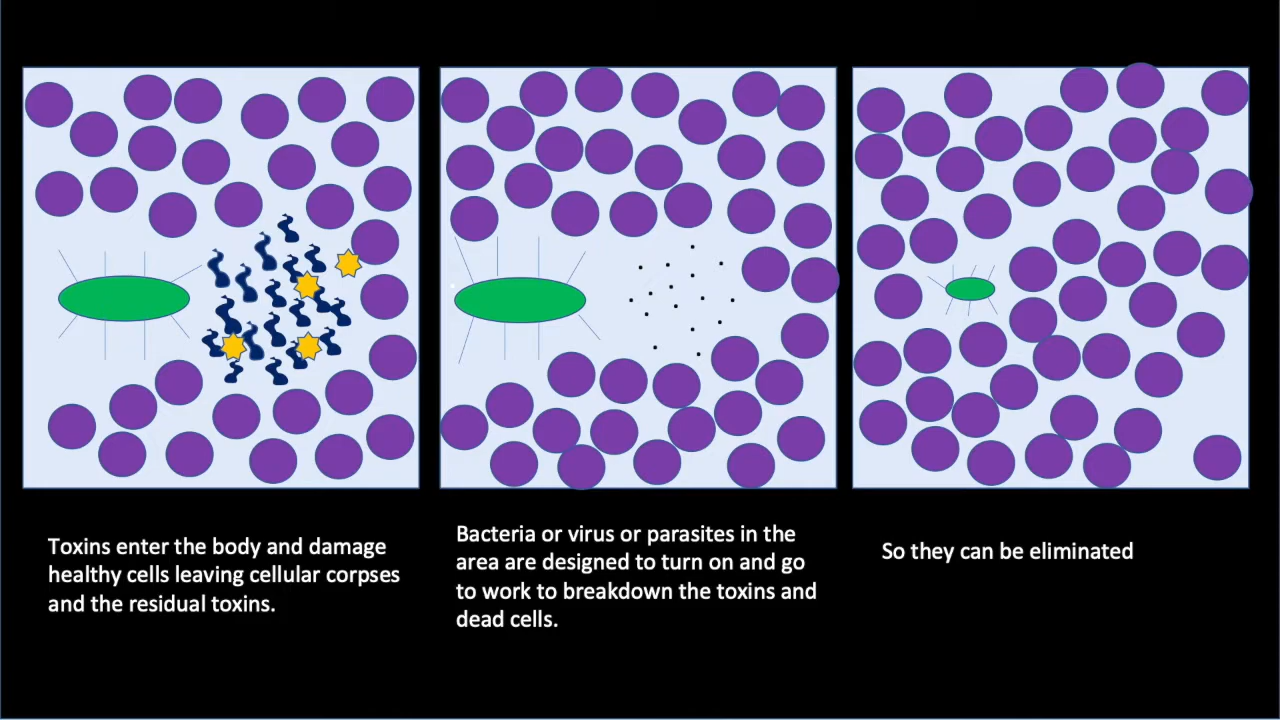 Toxins enter the body and damage
healthy cells leaving cellular corpses
and the residual toxins.
Bacteria or virus or parasites in the
area are designed to turn on and go
to work to breakdown the toxins and
dead cells.
So they can be eliminated